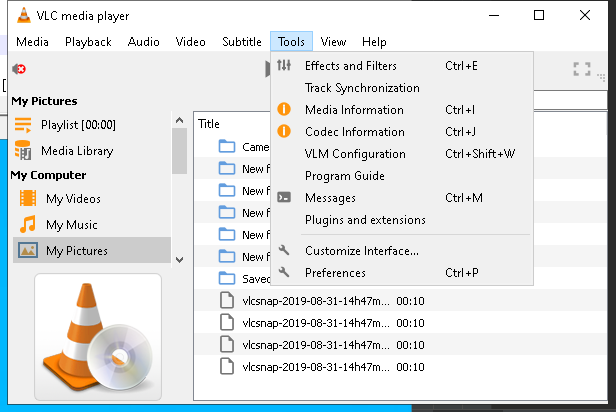 VLC media player
Media Playback Audio Video Subtitle Tools View Help
Effects and Filters Ctrl+E
Track Synchronization
Media Information Ctrl+I
Codec Information Ctrl+J
VLM Configuration Ctrl+Shift+W
Program Guide
Messages Ctrl+M
Plugins and extensions
Customize Interface...
Preferences Ctrl+P
My Pictures
Playlist [00:00]
Media Library
My Computer
My Videos
My Music
My Pictures
Title
Came
New f
New f
New f
New f
New f
Saved
vlcsnap-2019-08-31-14h47m... 00:10
vlcsnap-2019-08-31-14h47m... 00:10
vlcsnap-2019-08-31-14h47m... 00:10
vlcsnap-2019-08-31-14h47m... 00:10